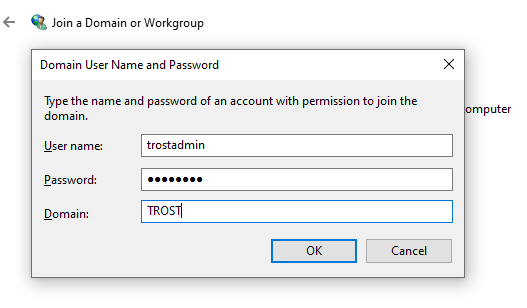 Join a Domain or Workgroup
Domain User Name and Password
Type the name and password of an account with permission to join the
domain.
omputer
User name:
trostadmin
Password:
●●●●●●●●
Domain:
TROST
OK
Cancel